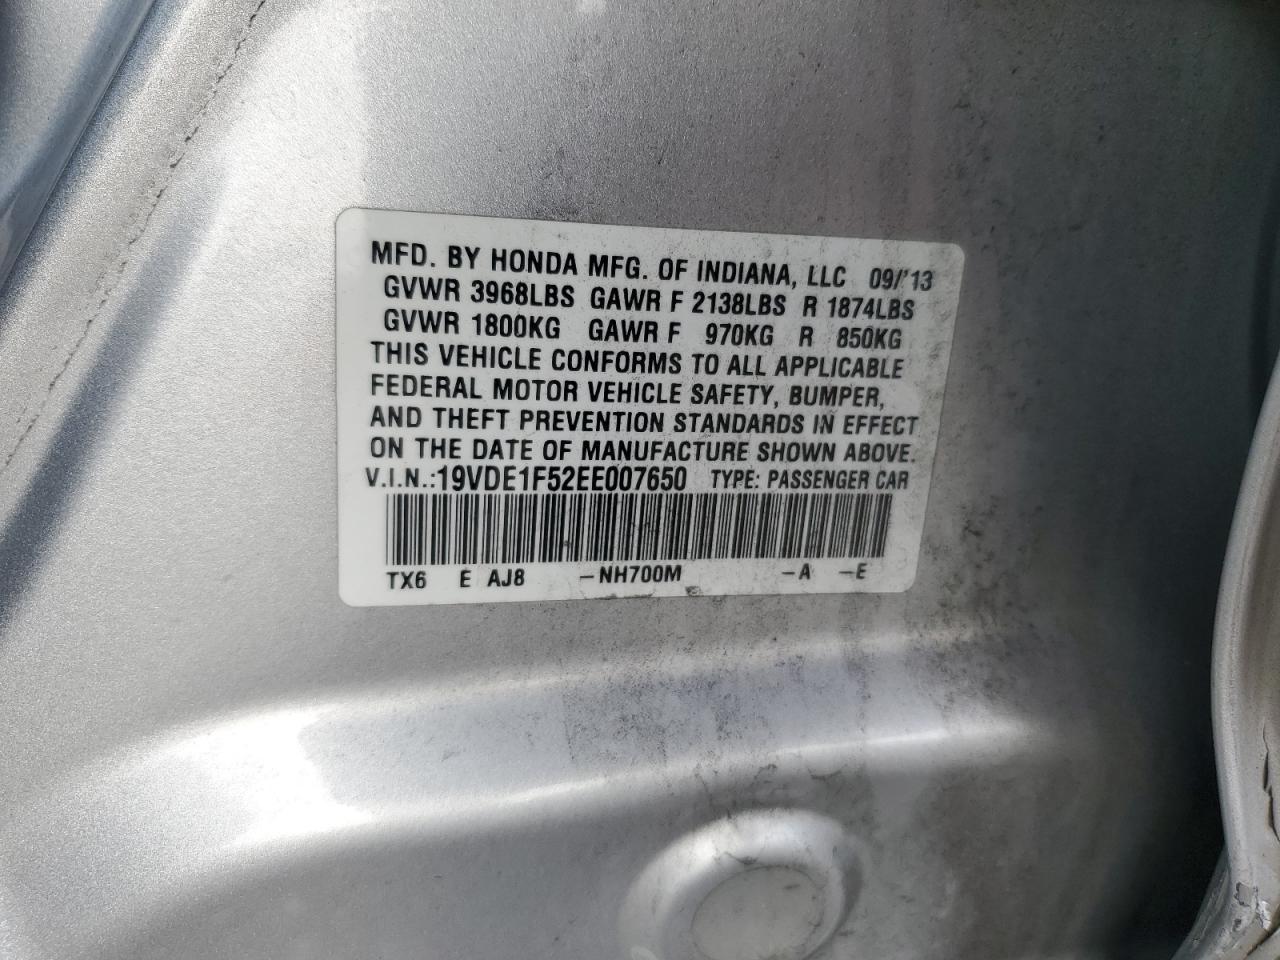 MFD. BY HONDA MFG. OF INDIANA, LLC 09/'13
GVWR 3968LBS GAWR F 2138LBS R 1874LBS
GVWR 1800KG GAWR F 970KG R 850KG
THIS VEHICLE CONFORMS TO ALL APPLICABLE
FEDERAL MOTOR VEHICLE SAFETY, BUMPER,
AND THEFT PREVENTION STANDARDS IN EFFECT
ON THE DATE OF MANUFACTURE SHOWN ABOVE.
V.I.N.:19VDE1F52EE007650 TYPE: PASSENGER CAR
TX6 E AJ8 -NH700M -A -E